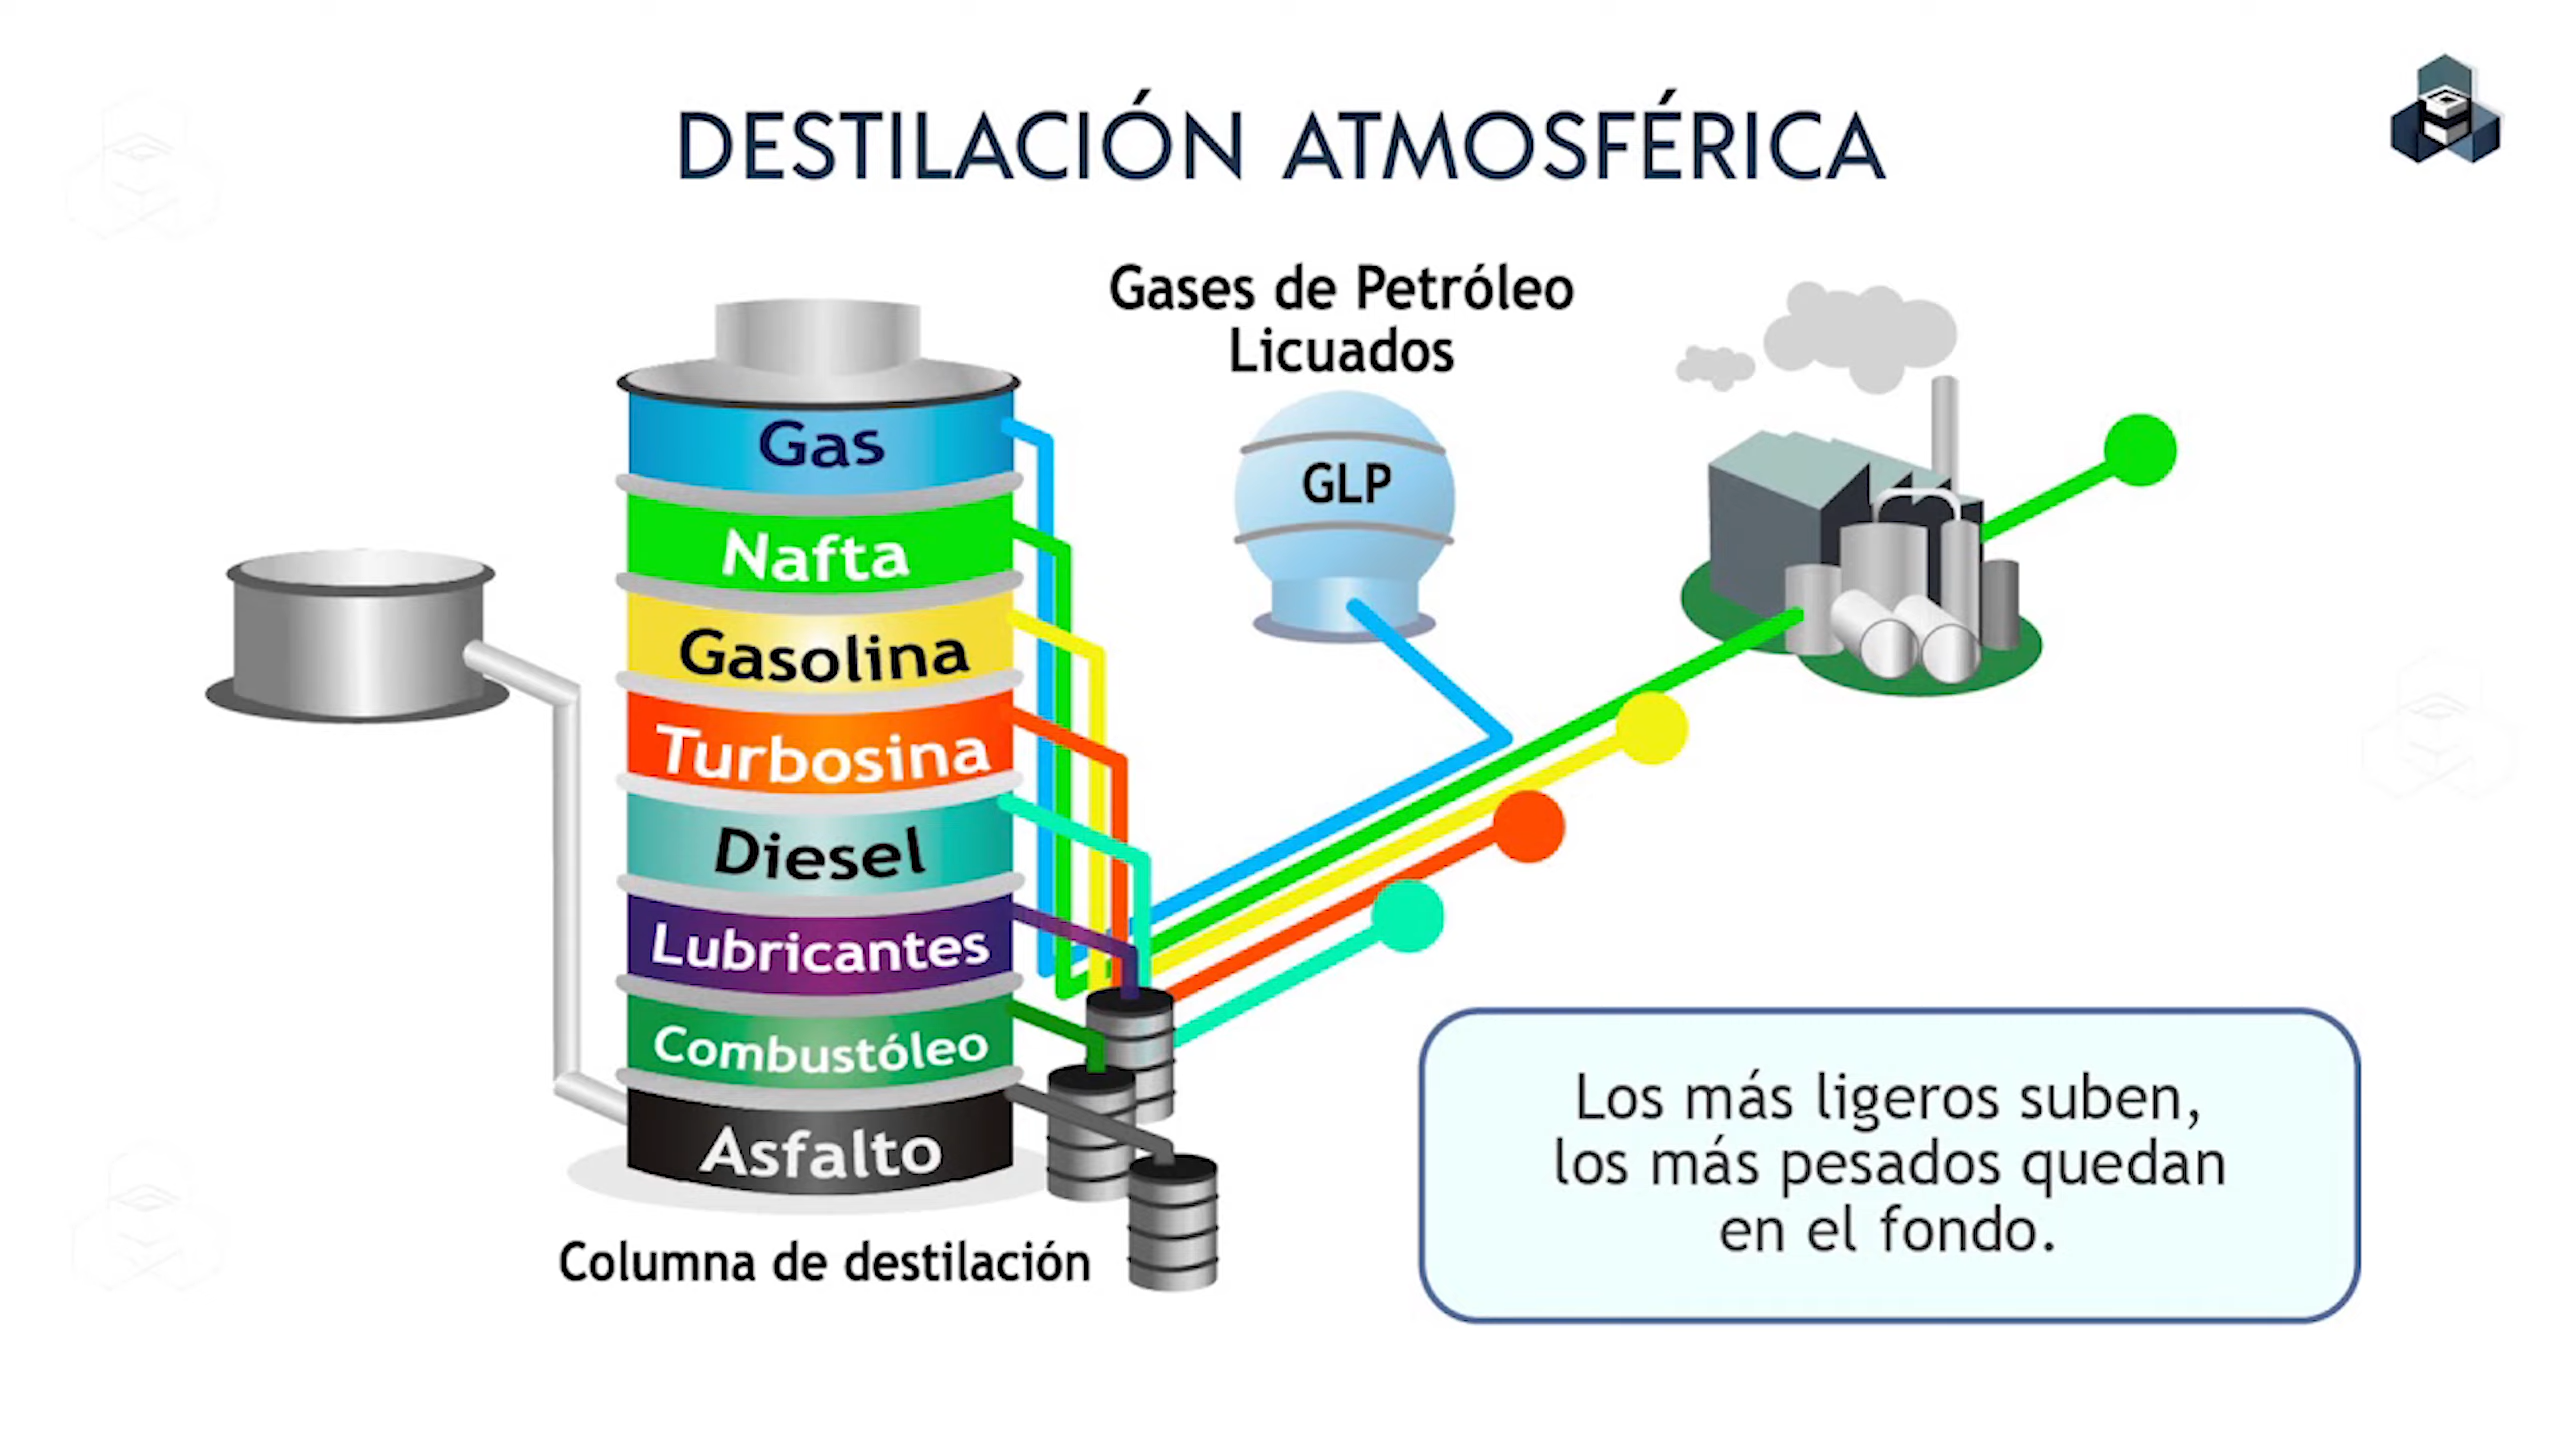 DESTILACIÓN ATMOSFÉRICA
Gases de Petróleo
Licuados
GLP
Gas
Nafta
Gasolina
Turbosina
Diesel
Lubricantes
Combustóleo
Asfalto
Columna de destilación
Los más ligeros suben,
los más pesados quedan
en el fondo.